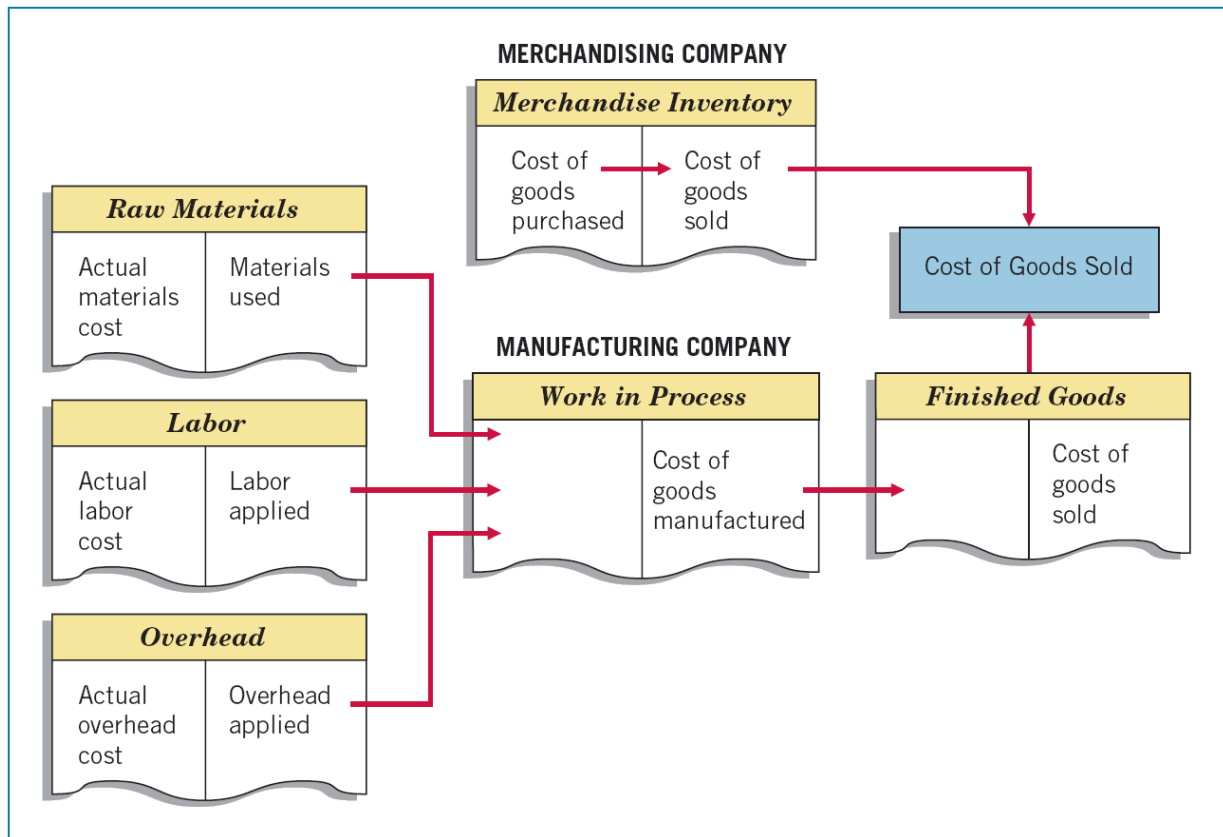 MERCHANDISING COMPANY
Merchandise Inventory
Cost of
goods
purchased
Cost of
goods
sold
Raw Materials
Actual
materials
cost
Materials
used
Cost of Goods Sold
MANUFACTURING COMPANY
Labor
Actual
labor
cost
Labor
applied
Work in Process
Cost of
goods
manufactured
Finished Goods
Cost of
goods
sold
Overhead
Actual
overhead
cost
Overhead
applied